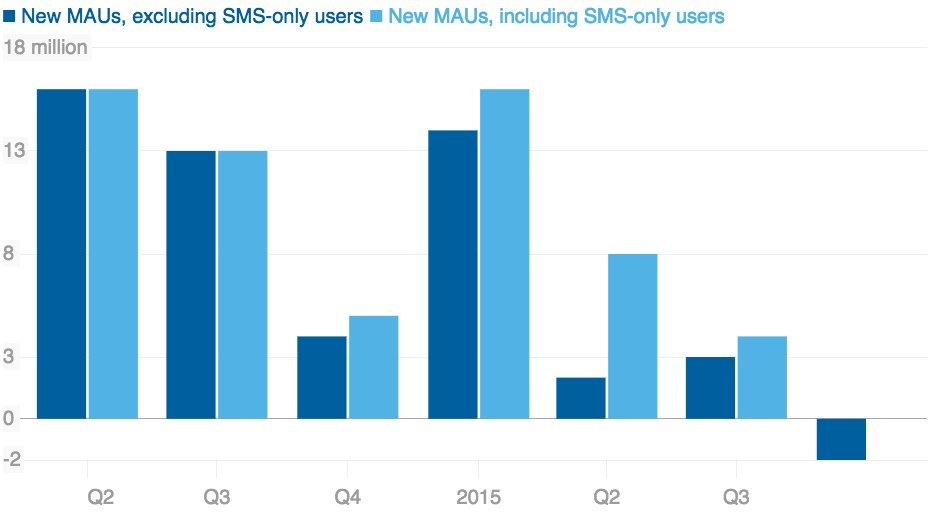 New MAUs, excluding SMS-only users New MAUs, including SMS-only users
18 million
13
8
3
0
-2
Q2 Q3 Q4 2015 Q2 Q3